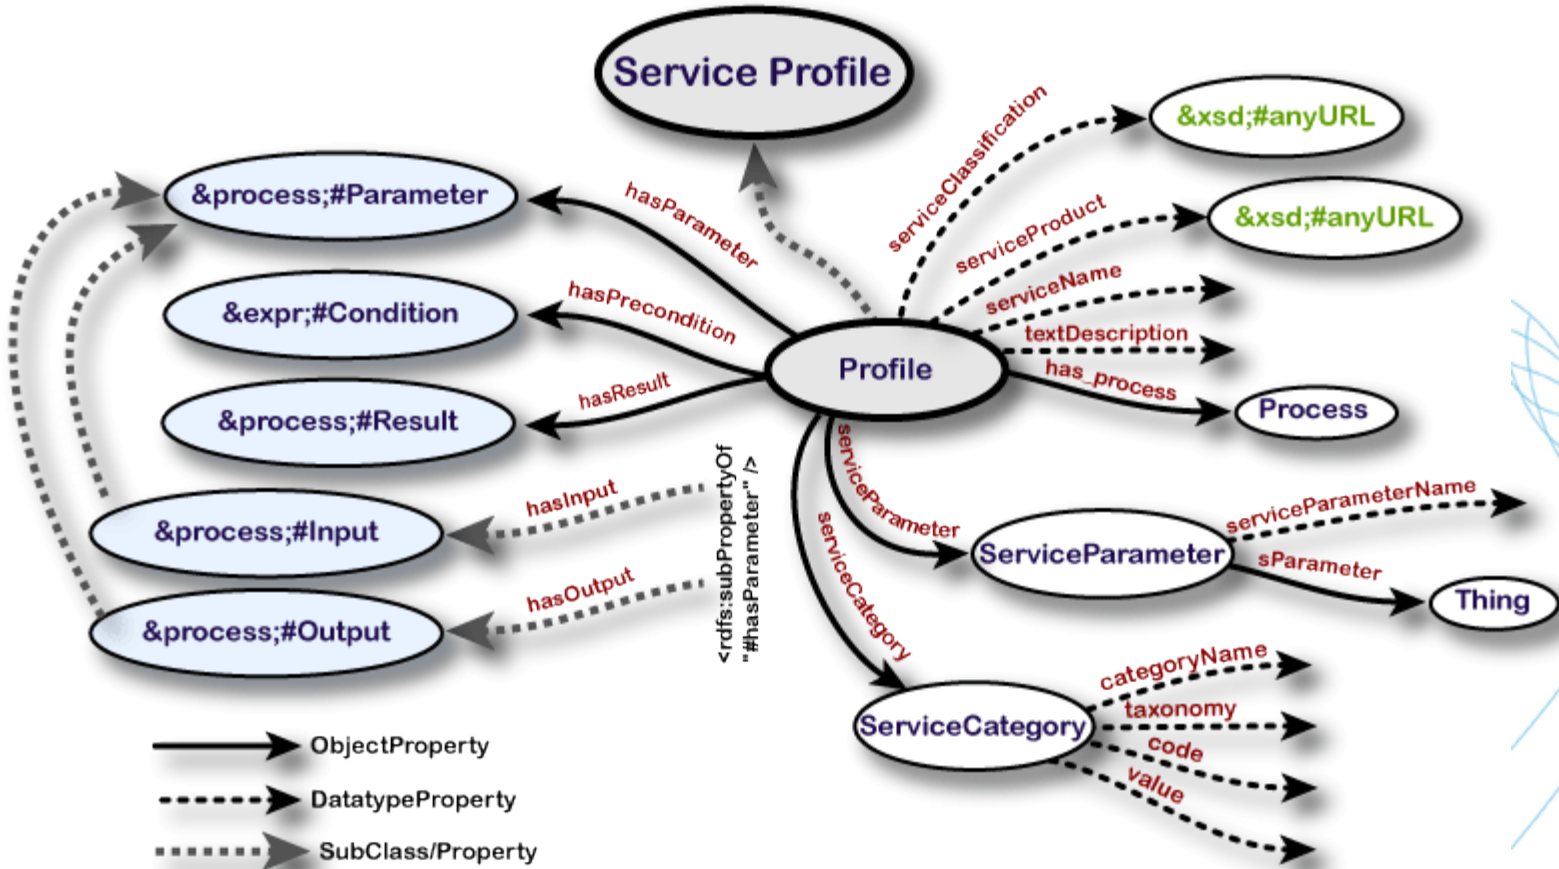 Service Profile
&xsd;#anyURL
serviceClassification
&process;#Parameter
hasParameter
serviceProduct
&xsd;#anyURL
serviceName
&expr;#Condition
hasPrecondition
textDescription
Profile
has_process
Process
&process;#Result
hasResult
<rdfs:subPropertyOf
"#hasParameter" />
serviceParameter
serviceCategory
hasInput
&process;#Input
ServiceParameter
serviceParameterName
sParameter
Thing
hasOutput
&process;#Output
ServiceCategory
categoryName
taxonomy
code
value
ObjectProperty
DatatypeProperty
SubClass/Property